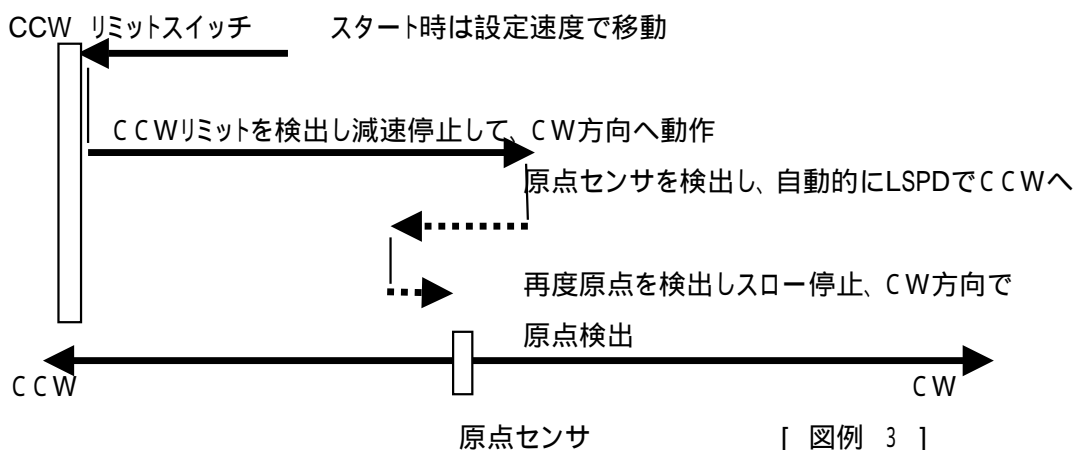 CCW リミットスイッチ スタート時は設定速度で移動
ＣＣＷリミットを検出し減速停止して、ＣＷ方向へ動作
原点センサを検出し、自動的にLSPDでＣＣＷへ
再度原点を検出しスロー停止、ＣＷ方向で
原点検出
ＣＣＷ ＣＷ
原点センサ [ 図例 3 ]